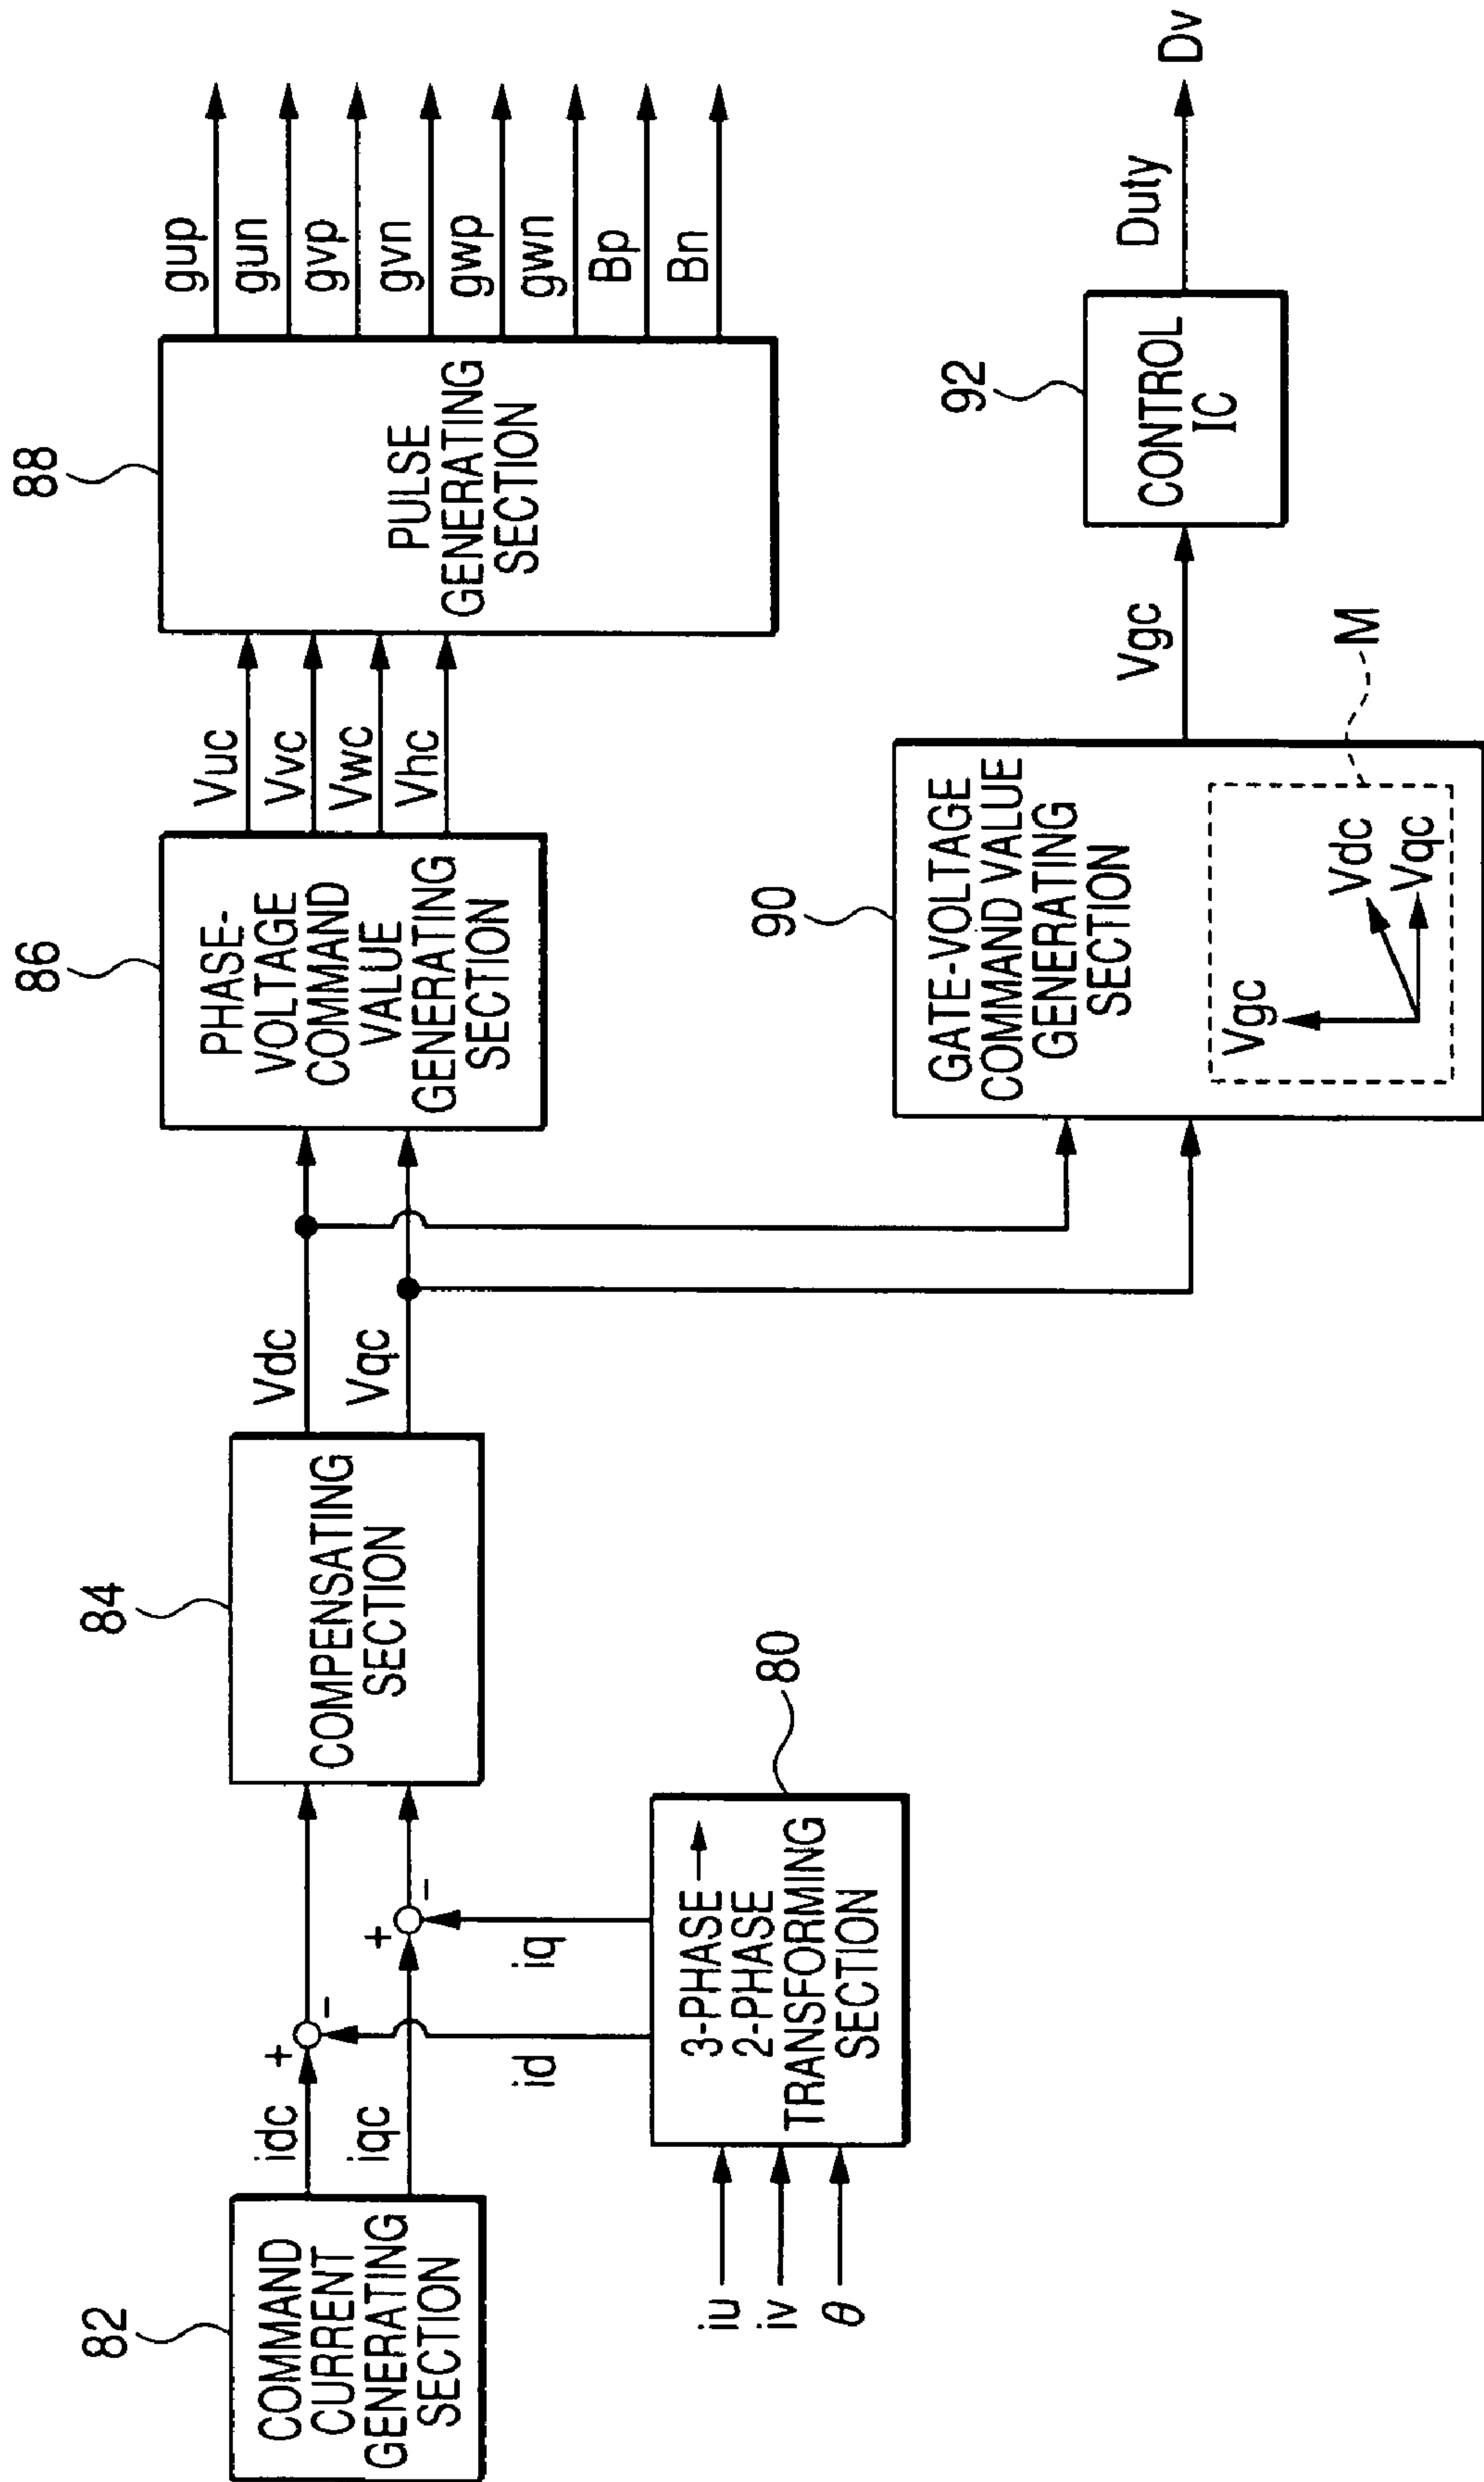 82
COMMAND
CURRENT
GENERATING
SECTION
idc
iqc
+
-
+
-
id
iq
iu
iv
θ
80
3-PHASE→
2-PHASE
TRANSFORMING
SECTION
84
COMPENSATING
SECTION
Vdc
Vqc
86
PHASE-
VOLTAGE
COMMAND
VALUE
GENERATING
SECTION
Vuc
Vvc
Vwc
Vhc
88
PULSE
GENERATING
SECTION
gup
gun
gvp
gvn
gwp
gwn
Bp
Bn
90
GATE-VOLTAGE
COMMAND VALUE
GENERATING
SECTION
Vgc
Vdc
Vqc
M
Vgc
92
CONTROL
IC
Duty
Dv